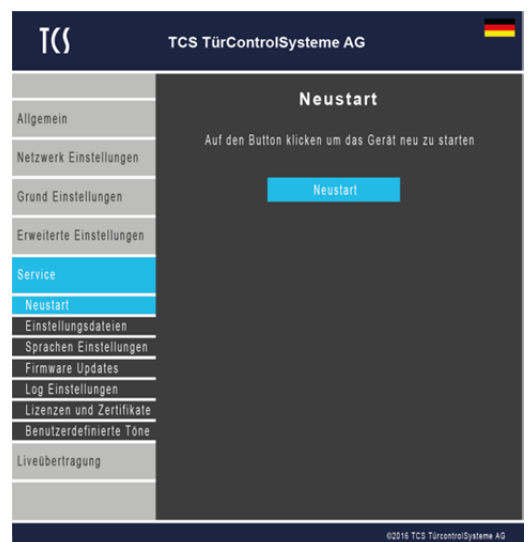 TCS
TCS TürControlSysteme AG
Allgemein
Netzwerk Einstellungen
Grund Einstellungen
Erweiterte Einstellungen
Service
Neustart
Einstellungsdateien
Sprachen Einstellungen
Firmware Updates
Log Einstellungen
Lizenzen und Zertifikate
Benutzerdefinierte Töne
Liveübertragung
Neustart
Auf den Button klicken um das Gerät neu zu starten
Neustart
©2016 TCS TürcontrolSysteme AG